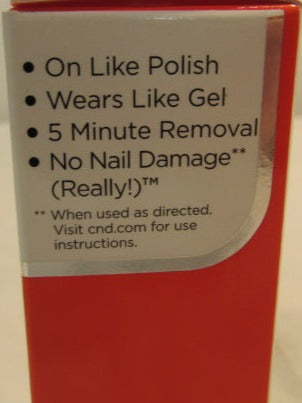 • On Like Polish
• Wears Like Gel
• 5 Minute Removal
• No Nail Damage**
(Really!)™
** When used as directed.
Visit cnd.com for use
instructions.